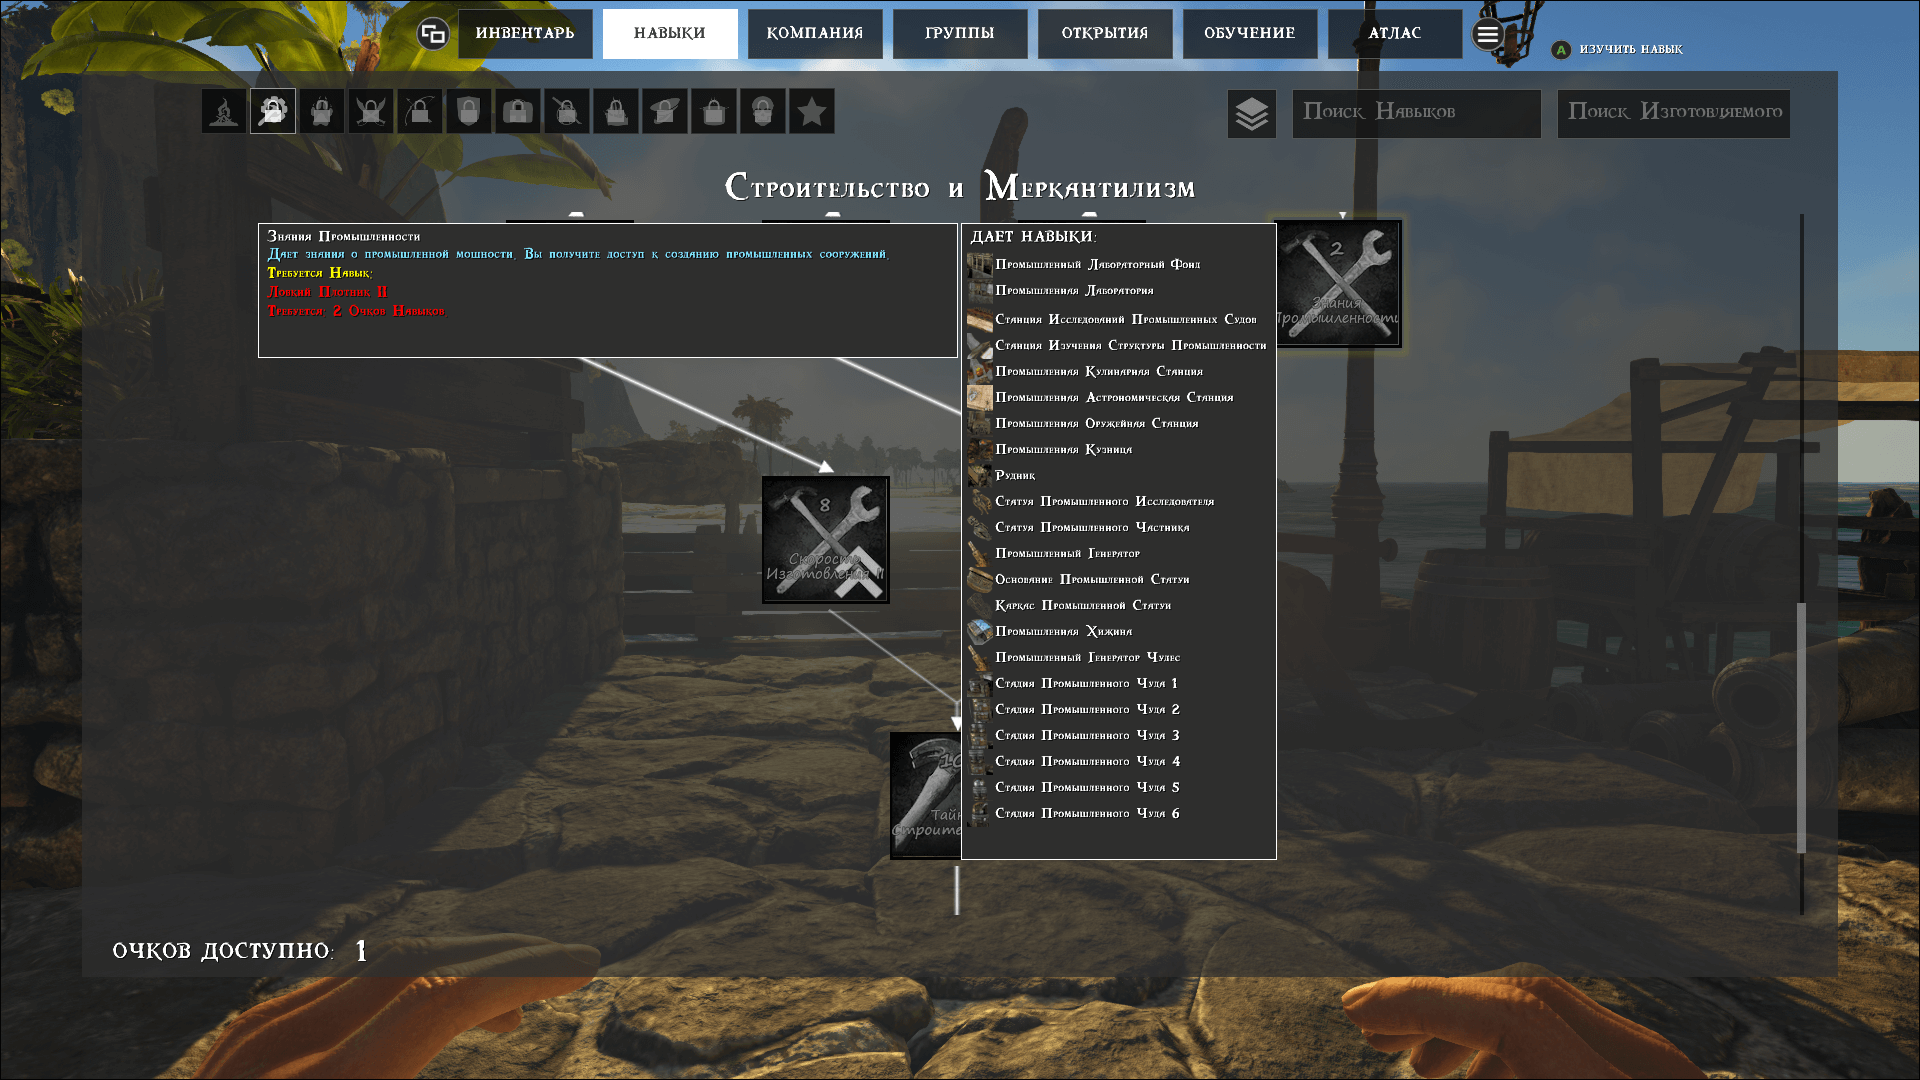 ИНВЕНТАРЬ
НАВЫКИ
КОМПАНИЯ
ГРУППЫ
ОТКРЫТИЯ
ОБУЧЕНИЕ
АТЛАС
A ИЗУЧИТЬ НАВЫК
Поиск Навыков
Поиск Изготовляемого
Строительство и Меркантилизм
Знания Промышленности
Дает знания о промышленной мощности. Вы получите доступ к созданию промышленных сооружений.
Требуется Навык:
Ловкий Плотник II
Требуется: 2 Очков Навыков
ДАЕТ НАВЫКИ:
Промышленный Лабораторный Фонд
Промышленная Лаборатория
Станция Исследований Промышленных Судов
Станция Изучения Структуры Промышленности
Промышленная Кулинарная Станция
Промышленная Астрономическая Станция
Промышленная Оружейная Станция
Промышленная Кузница
Рудник
Статуя Промышленного Исследователя
Статуя Промышленного Частника
Промышленный Генератор
Основание Промышленной Статуи
Каркас Промышленной Статуи
Промышленная Хижина
Промышленный Генератор Чудес
Стадия Промышленного Чуда 1
Стадия Промышленного Чуда 2
Стадия Промышленного Чуда 3
Стадия Промышленного Чуда 4
Стадия Промышленного Чуда 5
Стадия Промышленного Чуда 6
2
Знания
Промышленности
8
Скорость
Изготовления II
10
Тайн
Строите
ОЧКОВ ДОСТУПНО: 1